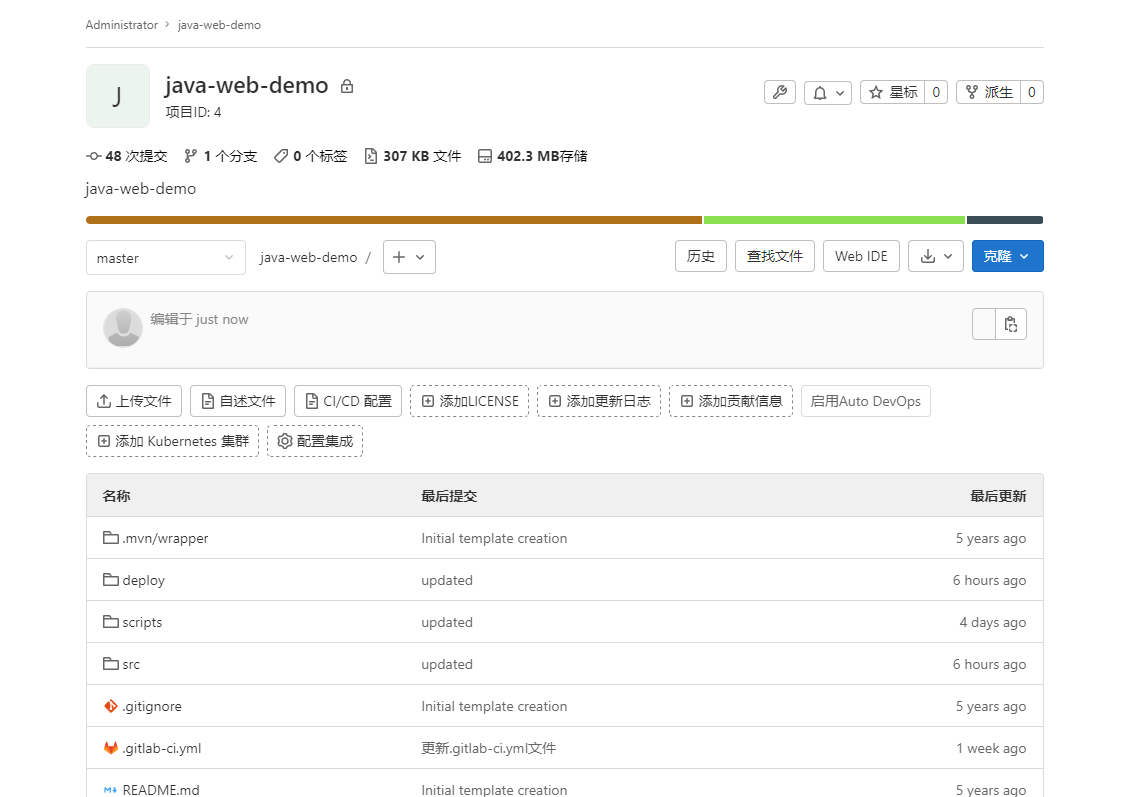 Administrator > java-web-demo
J
java-web-demo
项目ID: 4
星标 0 派生 0
48 次提交 1 个分支 0 个标签 307 KB 文件 402.3 MB存储
java-web-demo
master java-web-demo / + 历史 查找文件 Web IDE 克隆
编辑于 just now
上传文件 自述文件 CI/CD 配置 添加LICENSE 添加更新日志 添加贡献信息 启用Auto DevOps
添加 Kubernetes 集群 配置集成
名称 最后提交 最后更新
.mvn/wrapper Initial template creation 5 years ago
deploy updated 6 hours ago
scripts updated 4 days ago
src updated 6 hours ago
.gitignore Initial template creation 5 years ago
.gitlab-ci.yml 更新.gitlab-ci.yml文件 1 week ago
README.md Initial template creation 5 years ago